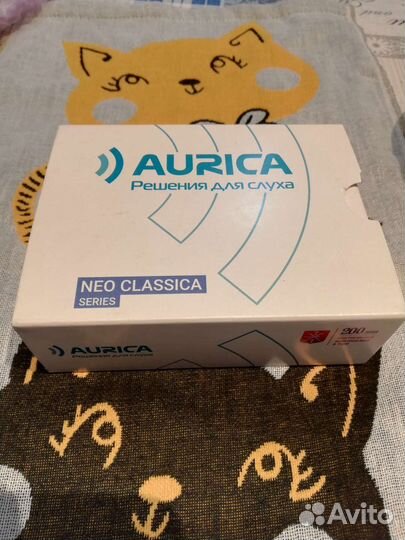 AURICA
Решения для слуха
NEO CLASSICA
SERIES
AURICA
Решения для слуха
200
Avito